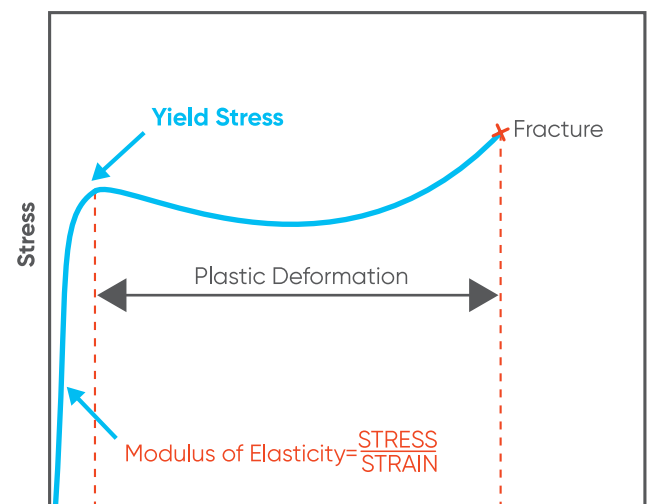 Yield Stress
Fracture
Stress
Plastic Deformation
Modulus of Elasticity=STRESS
STRAIN